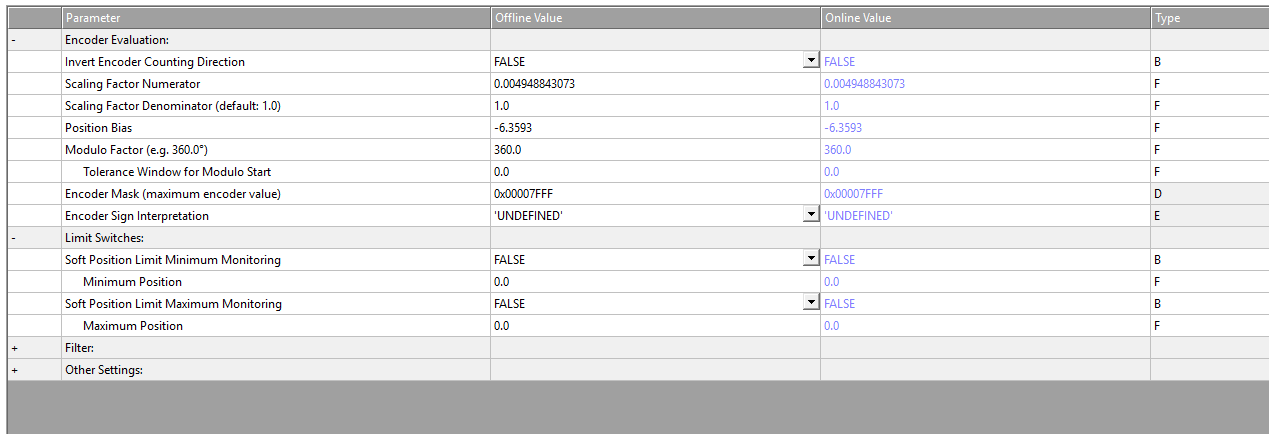 Parameter Offline Value Online Value Type
- Encoder Evaluation:
Invert Encoder Counting Direction FALSE FALSE B
Scaling Factor Numerator 0.004948843073 0.004948843073 F
Scaling Factor Denominator (default: 1.0) 1.0 1.0 F
Position Bias -6.3593 -6.3593 F
Modulo Factor (e.g. 360.0°) 360.0 360.0 F
Tolerance Window for Modulo Start 0.0 0.0 F
Encoder Mask (maximum encoder value) 0x00007FFF 0x00007FFF D
Encoder Sign Interpretation 'UNDEFINED' 'UNDEFINED' E
- Limit Switches:
Soft Position Limit Minimum Monitoring FALSE FALSE B
Minimum Position 0.0 0.0 F
Soft Position Limit Maximum Monitoring FALSE FALSE B
Maximum Position 0.0 0.0 F
+ Filter:
+ Other Settings: